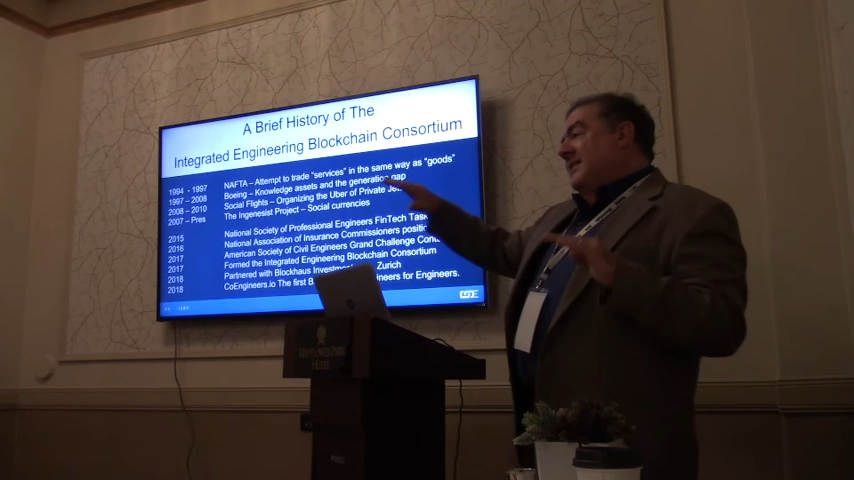 A Brief History of The
Integrated Engineering Blockchain Consortium
1994 - 1997 NAFTA – Attempt to trade "services" in the same way as "goods"
1997 – 2008 Boeing – Knowledge assets and the generation gap
2008 – 2010 Social Flights – Organizing the Uber of Private
2007 – Pres The Ingenesist Project – Social currencies
2015 National Society of Professional Engineers FinTech Task
2016 National Association of Insurance Commissioners
2017 American Society of Civil Engineers Grand Challenge
2017 Formed the Integrated Engineering Blockchain Consortium
2018 Partnered with Blockhaus Zurich
2018 CoEngineers.io The first for Engineers.
HOTEL